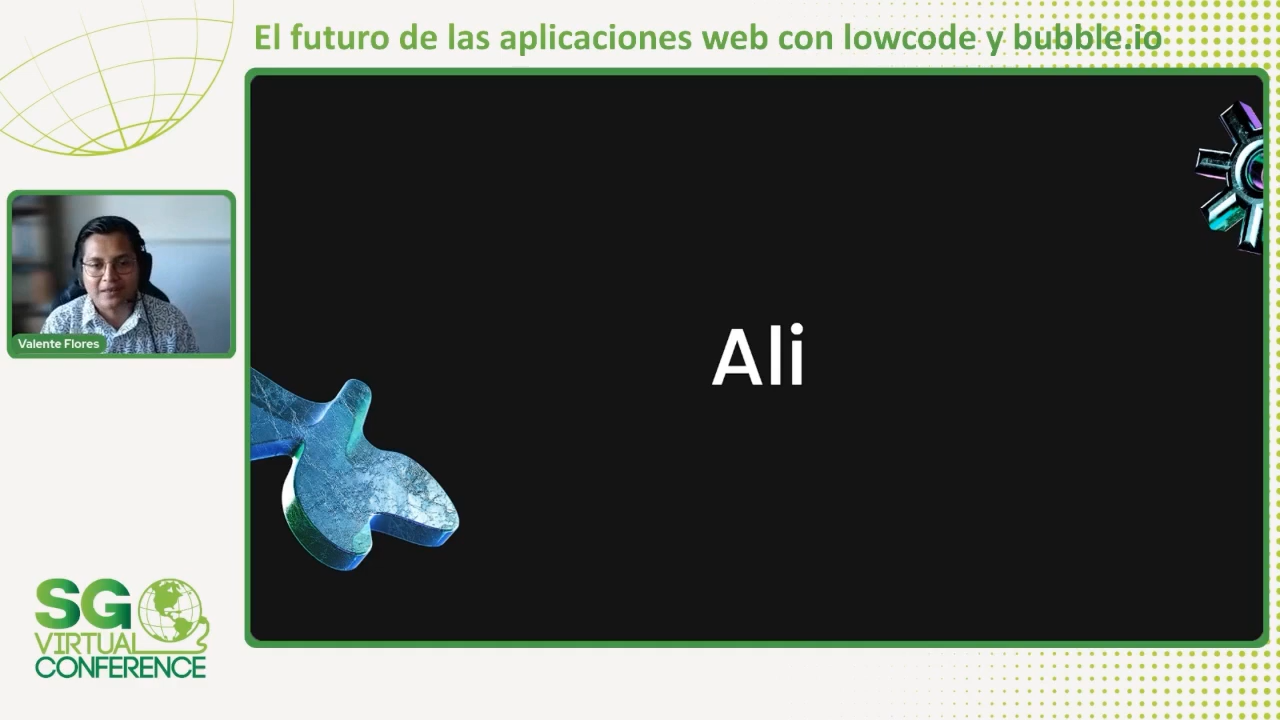 El futuro de las aplicaciones web con lowcode y bubble.io
Valente Flores
Ali
SG
VIRTUAL
CONFERENCE